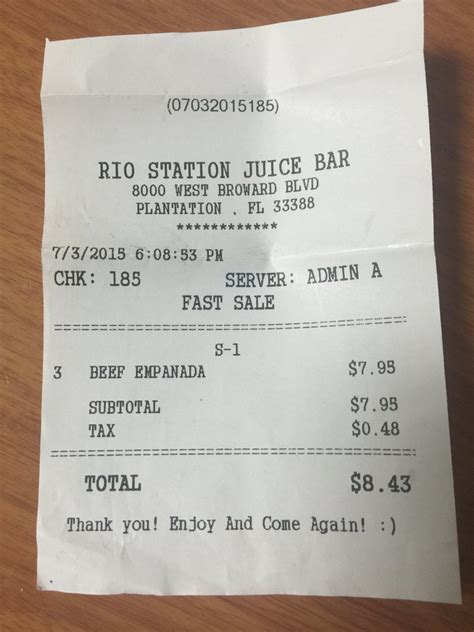 (07032015185)
RIO STATION JUICE BAR
8000 WEST BROWARD BLVD
PLANTATION , FL 33388
************
7/3/2015 6:08:53 PM
CHK: 185 SERVER: ADMIN A
FAST SALE
==========================================
S-1
3 BEEF EMPANADA $7.95
SUBTOTAL $7.95
TAX $0.48
==========================================
TOTAL $8.43
Thank you! Enjoy And Come Again! :)